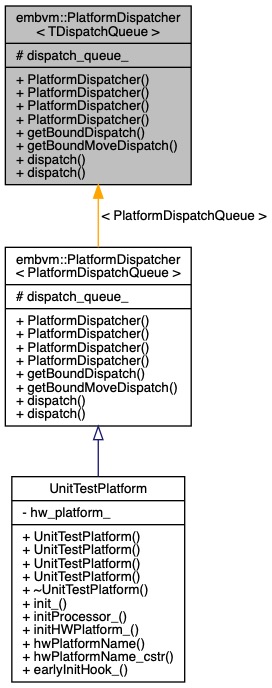 embvm::PlatformDispatcher
< TDispatchQueue >
# dispatch_queue_
+ PlatformDispatcher()
+ PlatformDispatcher()
+ PlatformDispatcher()
+ PlatformDispatcher()
+ getBoundDispatch()
+ getBoundMoveDispatch()
+ dispatch()
+ dispatch()
< PlatformDispatchQueue >
embvm::PlatformDispatcher
< PlatformDispatchQueue >
# dispatch_queue_
+ PlatformDispatcher()
+ PlatformDispatcher()
+ PlatformDispatcher()
+ PlatformDispatcher()
+ getBoundDispatch()
+ getBoundMoveDispatch()
+ dispatch()
+ dispatch()
UnitTestPlatform
- hw_platform_
+ UnitTestPlatform()
+ UnitTestPlatform()
+ UnitTestPlatform()
+ UnitTestPlatform()
+ ~UnitTestPlatform()
+ init_()
+ initProcessor_()
+ initHWPlatform_()
+ hwPlatformName()
+ hwPlatformName_cstr()
+ earlyInitHook_()